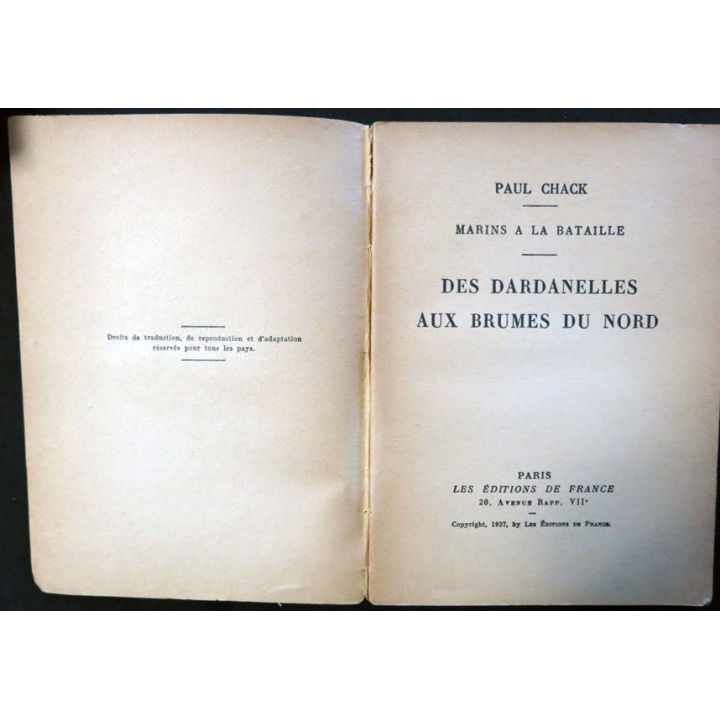 Droits de traduction, de reproduction et d'adaptation
réservés pour tous les pays.
PAUL CHACK
MARINS A LA BATAILLE
DES DARDANELLES
AUX BRUMES DU NORD
PARIS
LES ÉDITIONS DE FRANCE
20, AVENUE RAPP, VIIe
Copyright, 1937, by LES ÉDITIONS DE FRANCE.